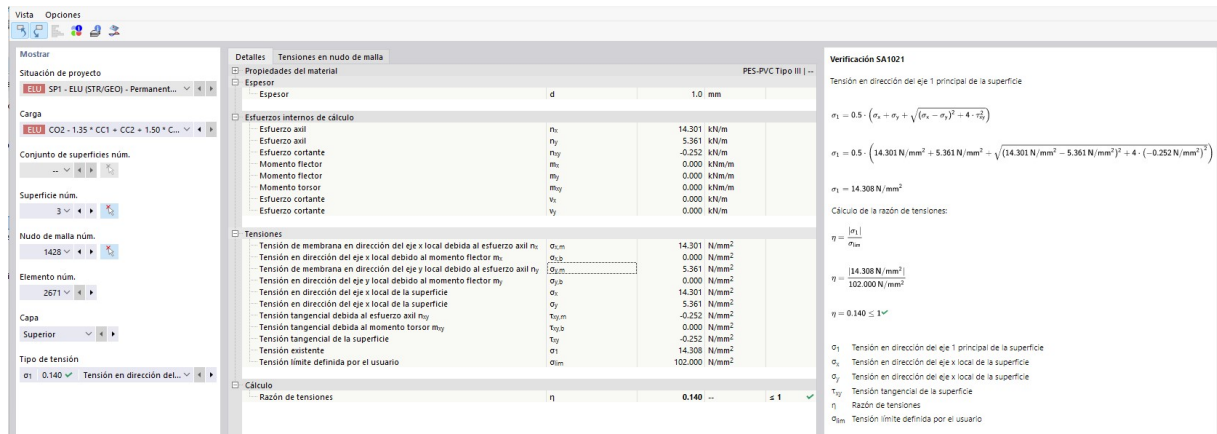 Vista Opciones
Mostrar
Situación de proyecto
ELU SP1 - ELU (STR/GEO) - Permanent...
Carga
ELU CO2 - 1.35 * CC1 + CC2 + 1.50 * C...
Conjunto de superficies núm.
--
Superficie núm.
3
Nudo de malla núm.
1428
Elemento núm.
2671
Capa
Superior
Tipo de tensión
σ1 0.140 ✓ Tensión en dirección del...
Detalles Tensiones en nudo de malla
Propiedades del material PES-PVC Tipo III | --
Espesor
Espesor d 1.0 mm
Esfuerzos internos de cálculo
Esfuerzo axil nx 14.301 kN/m
Esfuerzo axil ny 5.361 kN/m
Esfuerzo cortante nxy -0.252 kN/m
Momento flector mx 0.000 kNm/m
Momento flector my 0.000 kNm/m
Momento torsor mxy 0.000 kNm/m
Esfuerzo cortante vx 0.000 kN/m
Esfuerzo cortante vy 0.000 kN/m
Tensiones
Tensión de membrana en dirección del eje x local debida al esfuerzo axil nx σx,m 14.301 N/mm²
Tensión en dirección del eje x local debido al momento flector mx σx,b 0.000 N/mm²
Tensión de membrana en dirección del eje y local debido al esfuerzo axil ny σy,m 5.361 N/mm²
Tensión en dirección del eje y local debido al momento flector my σy,b 0.000 N/mm²
Tensión en dirección del eje x local de la superficie σx 14.301 N/mm²
Tensión en dirección del eje x local de la superficie σy 5.361 N/mm²
Tensión tangencial debida al esfuerzo axil nxy τxy,m -0.252 N/mm²
Tensión tangencial debida al momento torsor mxy τxy,b 0.000 N/mm²
Tensión tangencial de la superficie τxy -0.252 N/mm²
Tensión existente σ1 14.308 N/mm²
Tensión límite definida por el usuario σlim 102.000 N/mm²
Cálculo
Razón de tensiones η 0.140 -- ≤ 1 ✓
Verificación SA1021
Tensión en dirección del eje 1 principal de la superficie
σ1 = 0.5 · (σx + σy + √((σx − σy)² + 4 · τ²xy))
σ1 = 0.5 · (14.301 N/mm² + 5.361 N/mm² + √((14.301 N/mm² − 5.361 N/mm²)² + 4 · (−0.252 N/mm²)²))
σ1 = 14.308 N/mm²
Cálculo de la razón de tensiones:
η = |σ1| / σlim
η = |14.308 N/mm²| / 102.000 N/mm²
η = 0.140 ≤ 1 ✓
σ1 Tensión en dirección del eje 1 principal de la superficie
σx Tensión en dirección del eje x local de la superficie
σy Tensión en dirección del eje x local de la superficie
τxy Tensión tangencial de la superficie
η Razón de tensiones
σlim Tensión límite definida por el usuario